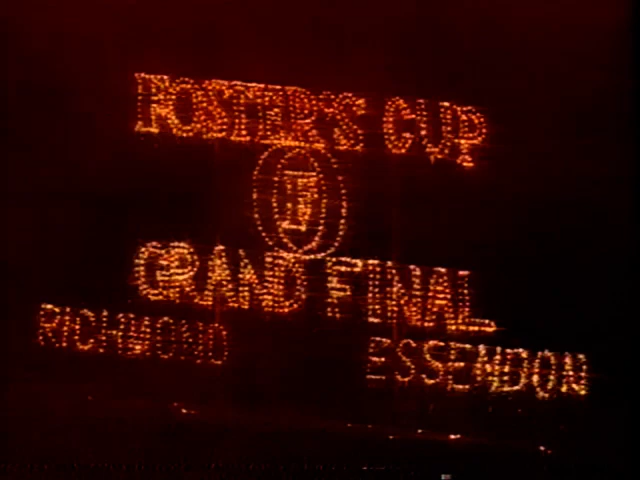 FOSTER'S CUP
F
GRAND FINAL
RICHMOND ESSENDON